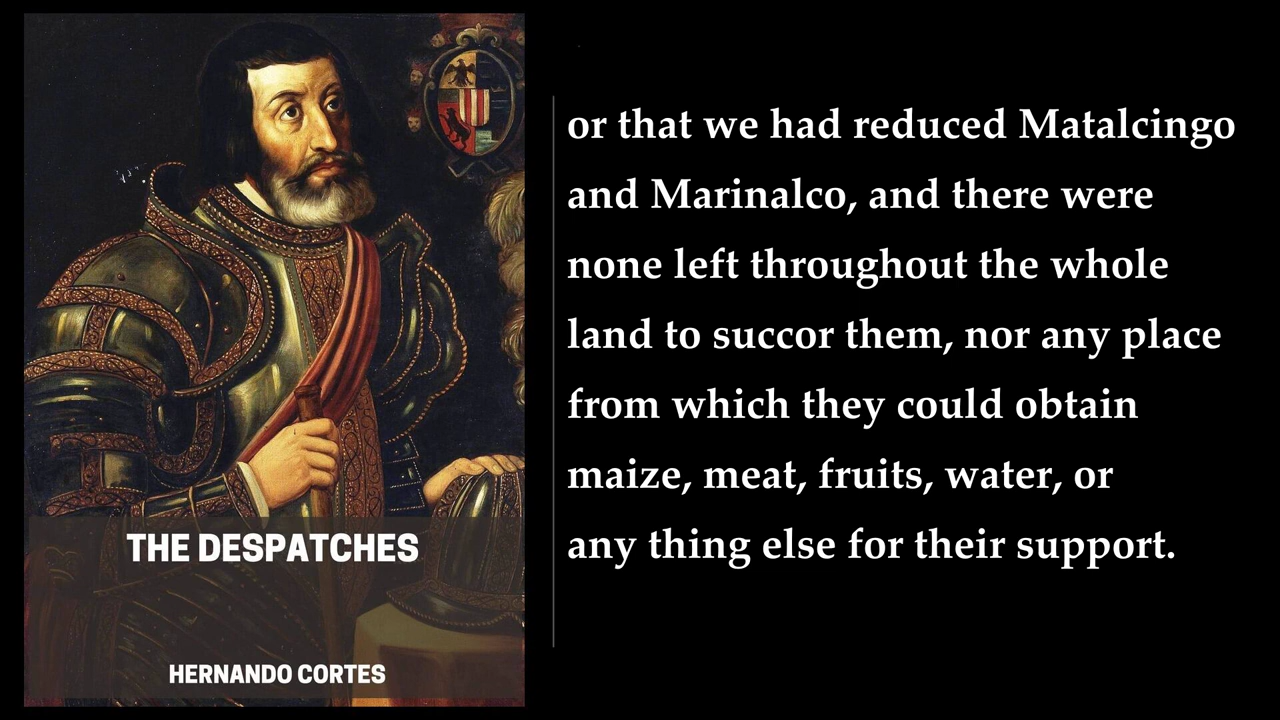 THE DESPATCHES
HERNANDO CORTES
or that we had reduced Matalcingo
and Marinalco, and there were
none left throughout the whole
land to succor them, nor any place
from which they could obtain
maize, meat, fruits, water, or
any thing else for their support.